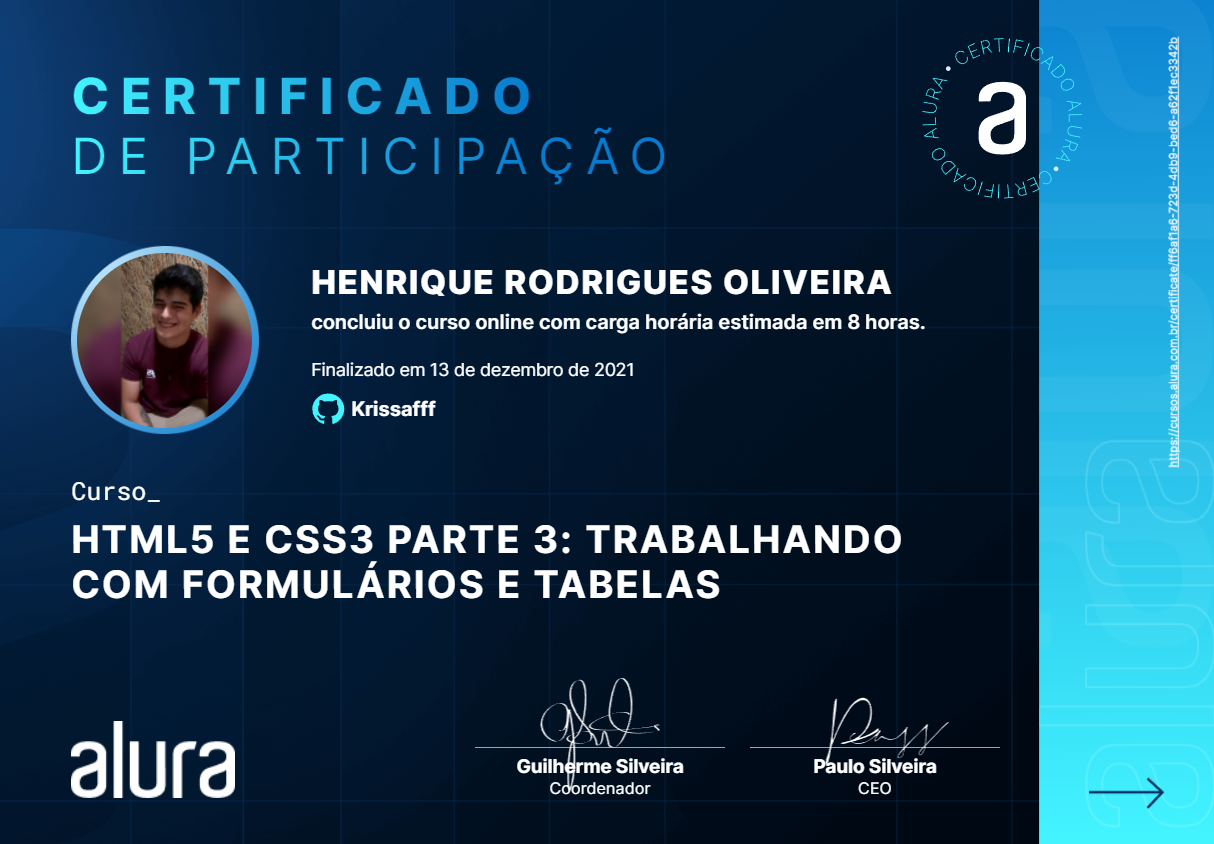 CERTIFICADO
DE PARTICIPAÇÃO
CERTIFICADO ALURA • CERTIFICADO ALURA •
a
https://cursos.alura.com.br/certificate/ff6af1a6-723d-4db9-bed6-a62f1ec3342b
HENRIQUE RODRIGUES OLIVEIRA
concluiu o curso online com carga horária estimada em 8 horas.
Finalizado em 13 de dezembro de 2021
Krissafff
Curso_
HTML5 E CSS3 PARTE 3: TRABALHANDO
COM FORMULÁRIOS E TABELAS
alura
Guilherme Silveira
Coordenador
Paulo Silveira
CEO
alura